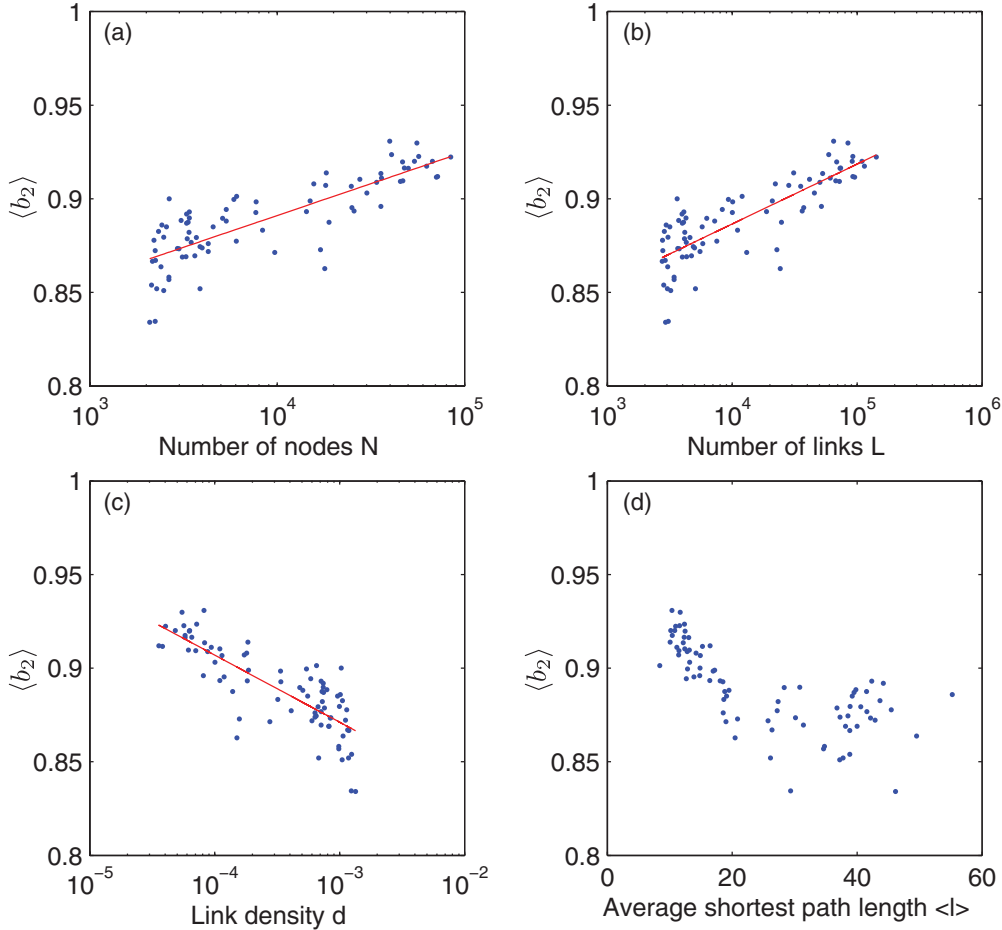 (a)
1
0.95
0.9
0.85
0.8
⟨b₂⟩
10³ 10⁴ 10⁵
Number of nodes N
(b)
1
0.95
0.9
0.85
0.8
⟨b₂⟩
10³ 10⁴ 10⁵ 10⁶
Number of links L
(c)
1
0.95
0.9
0.85
0.8
⟨b₂⟩
10⁻⁵ 10⁻⁴ 10⁻³ 10⁻²
Link density d
(d)
1
0.95
0.9
0.85
0.8
⟨b₂⟩
0 20 40 60
Average shortest path length <l>